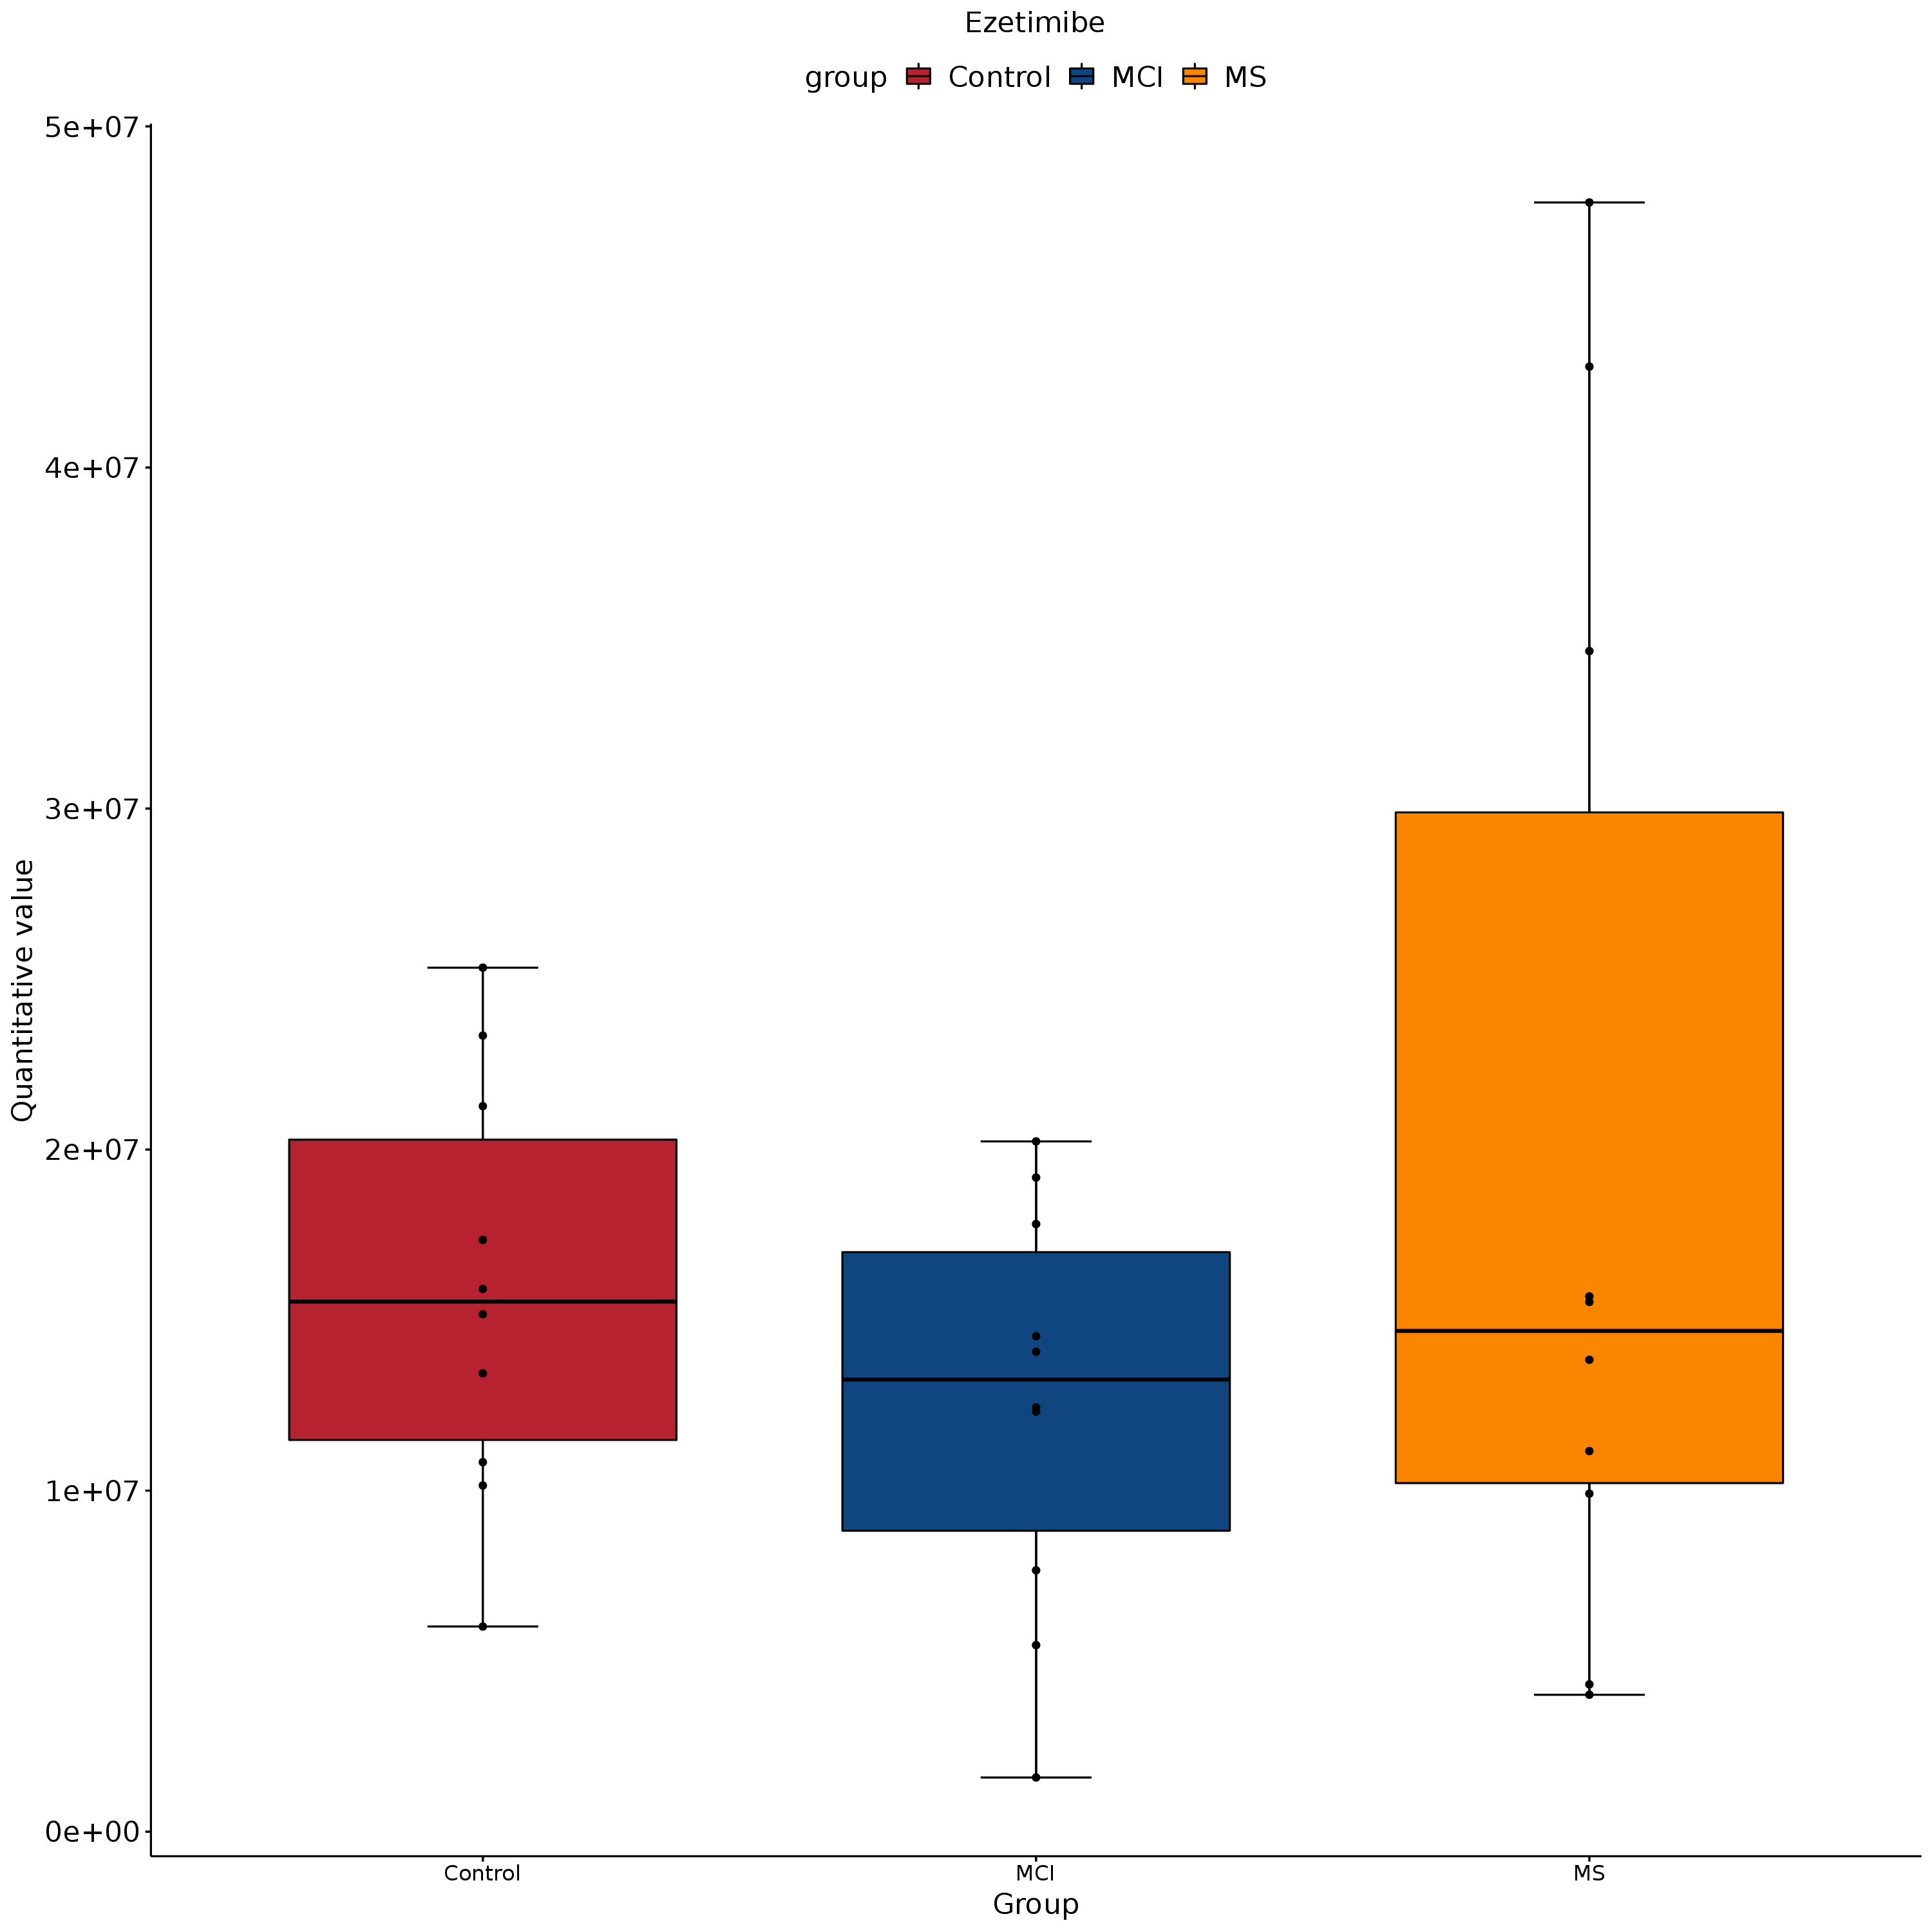 Ezetimibe
group Control MCI MS
5e+07
4e+07
3e+07
2e+07
1e+07
0e+00
Quantitative value
Control MCI MS
Group